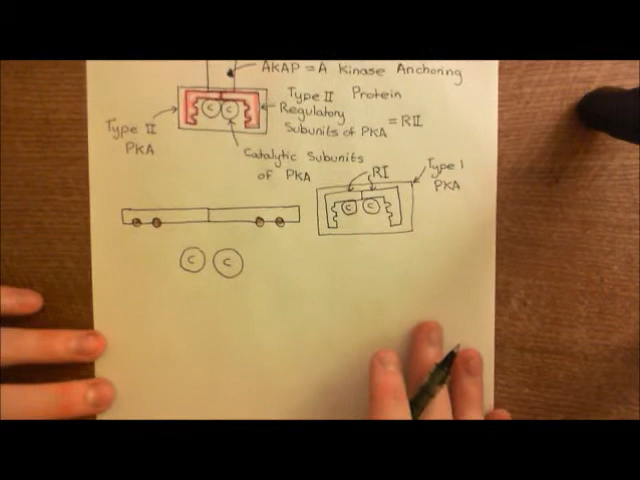 AKAP = A Kinase Anchoring
Protein
Type II
Regulatory
Subunits of PKA = RII
C C
Type II
PKA
Catalytic Subunits
of PKA
RI
Type 1
PKA
C C
C C